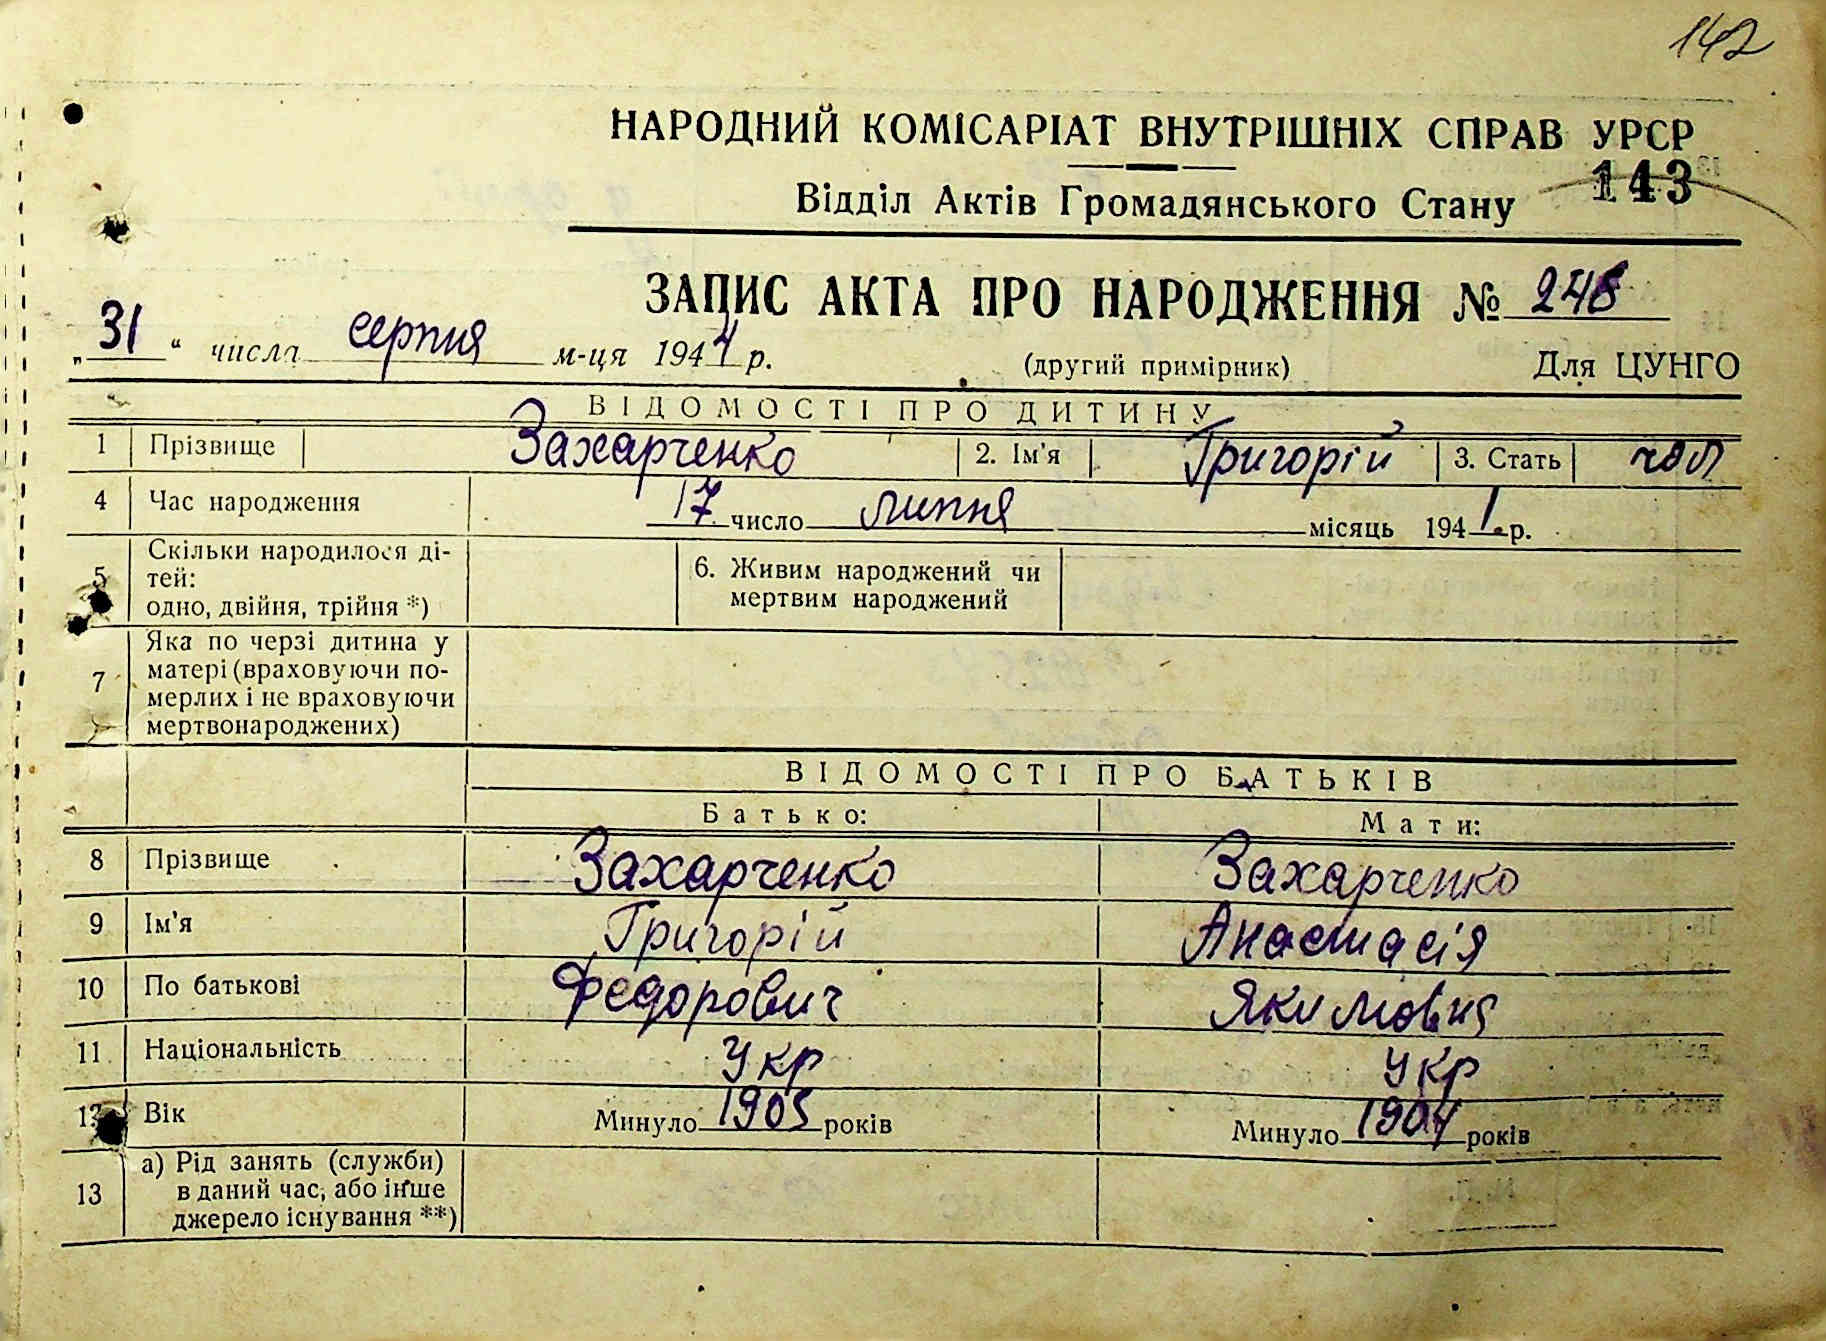 142
НАРОДНИЙ КОМІСАРІАТ ВНУТРІШНІХ СПРАВ УРСР
143
Відділ Актів Громадянського Стану
ЗАПИС АКТА ПРО НАРОДЖЕННЯ № 248
„31“ числа серпня м-ця 1944 р. (другий примірник) Для ЦУНГО
ВІДОМОСТІ ПРО ДИТИНУ
1 Прізвище Захарченко 2. Ім'я Григорій 3. Стать чол
4 Час народження 17 число липня місяць 1941 р.
5 Скільки народилося ді-
тей:
одно, двійня, трійня *)
6. Живим народжений чи
мертвим народжений
7 Яка по черзі дитина у
матері (враховуючи по-
мерлих і не враховуючи
мертвонароджених)
ВІДОМОСТІ ПРО БАТЬКІВ
Батько: Мати:
8 Прізвище Захарченко Захарченко
9 Ім'я Григорій Анастасія
10 По батькові Федорович Якимовна
11 Національність Укр Укр
12 Вік Минуло 1905 років Минуло 1904 років
13 а) Рід занять (служби)
в даний час, або інше
джерело існування **)